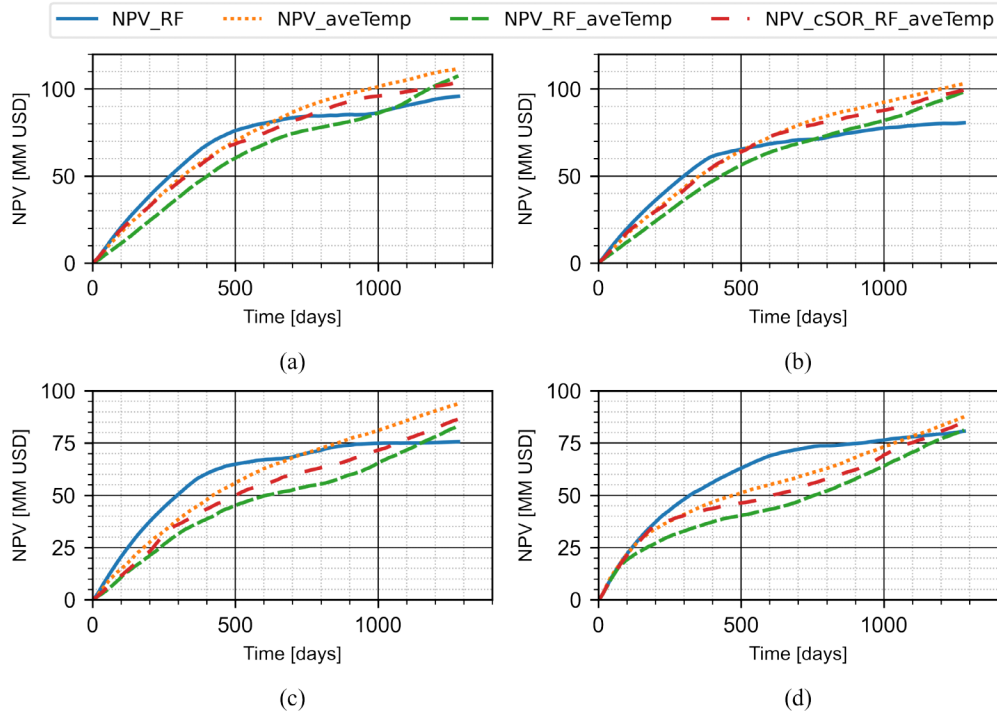 NPV_RF NPV_aveTemp NPV_RF_aveTemp NPV_cSOR_RF_aveTemp
NPV [MM USD]
100
50
0
0 500 1000
Time [days]
(a)
NPV [MM USD]
100
50
0
0 500 1000
Time [days]
(b)
NPV [MM USD]
100
75
50
25
0
0 500 1000
Time [days]
(c)
NPV [MM USD]
100
75
50
25
0
0 500 1000
Time [days]
(d)